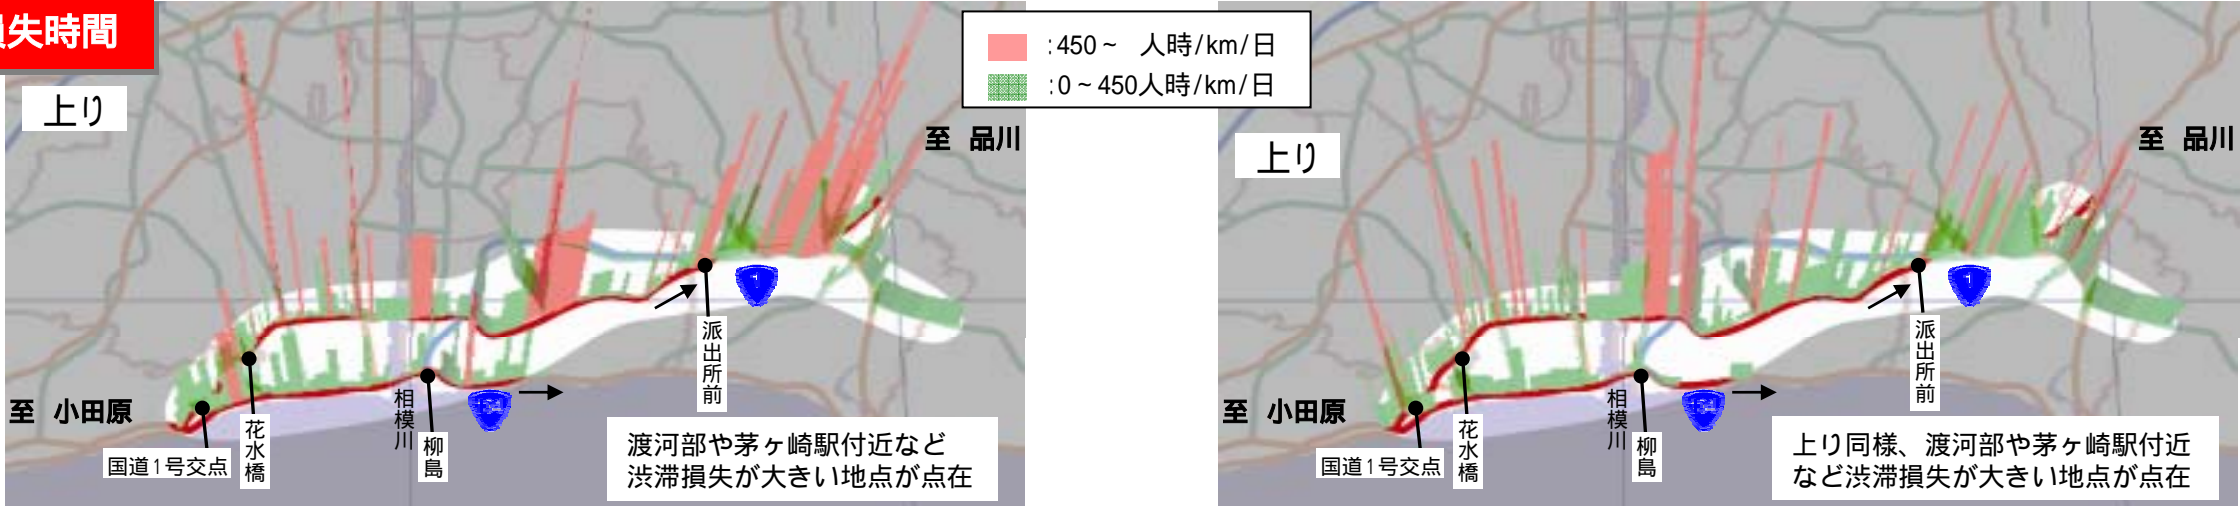 損失時間
:450～ 人時/km/日
:0～450人時/km/日
上り
至 品川
1
派出所前
至 小田原
国道1号交点
花水橋
相模川
柳島
渡河部や茅ヶ崎駅付近など
渋滞損失が大きい地点が点在
上り
至 品川
1
派出所前
至 小田原
国道1号交点
花水橋
相模川
柳島
上り同様、渡河部や茅ヶ崎駅付近
など渋滞損失が大きい地点が点在